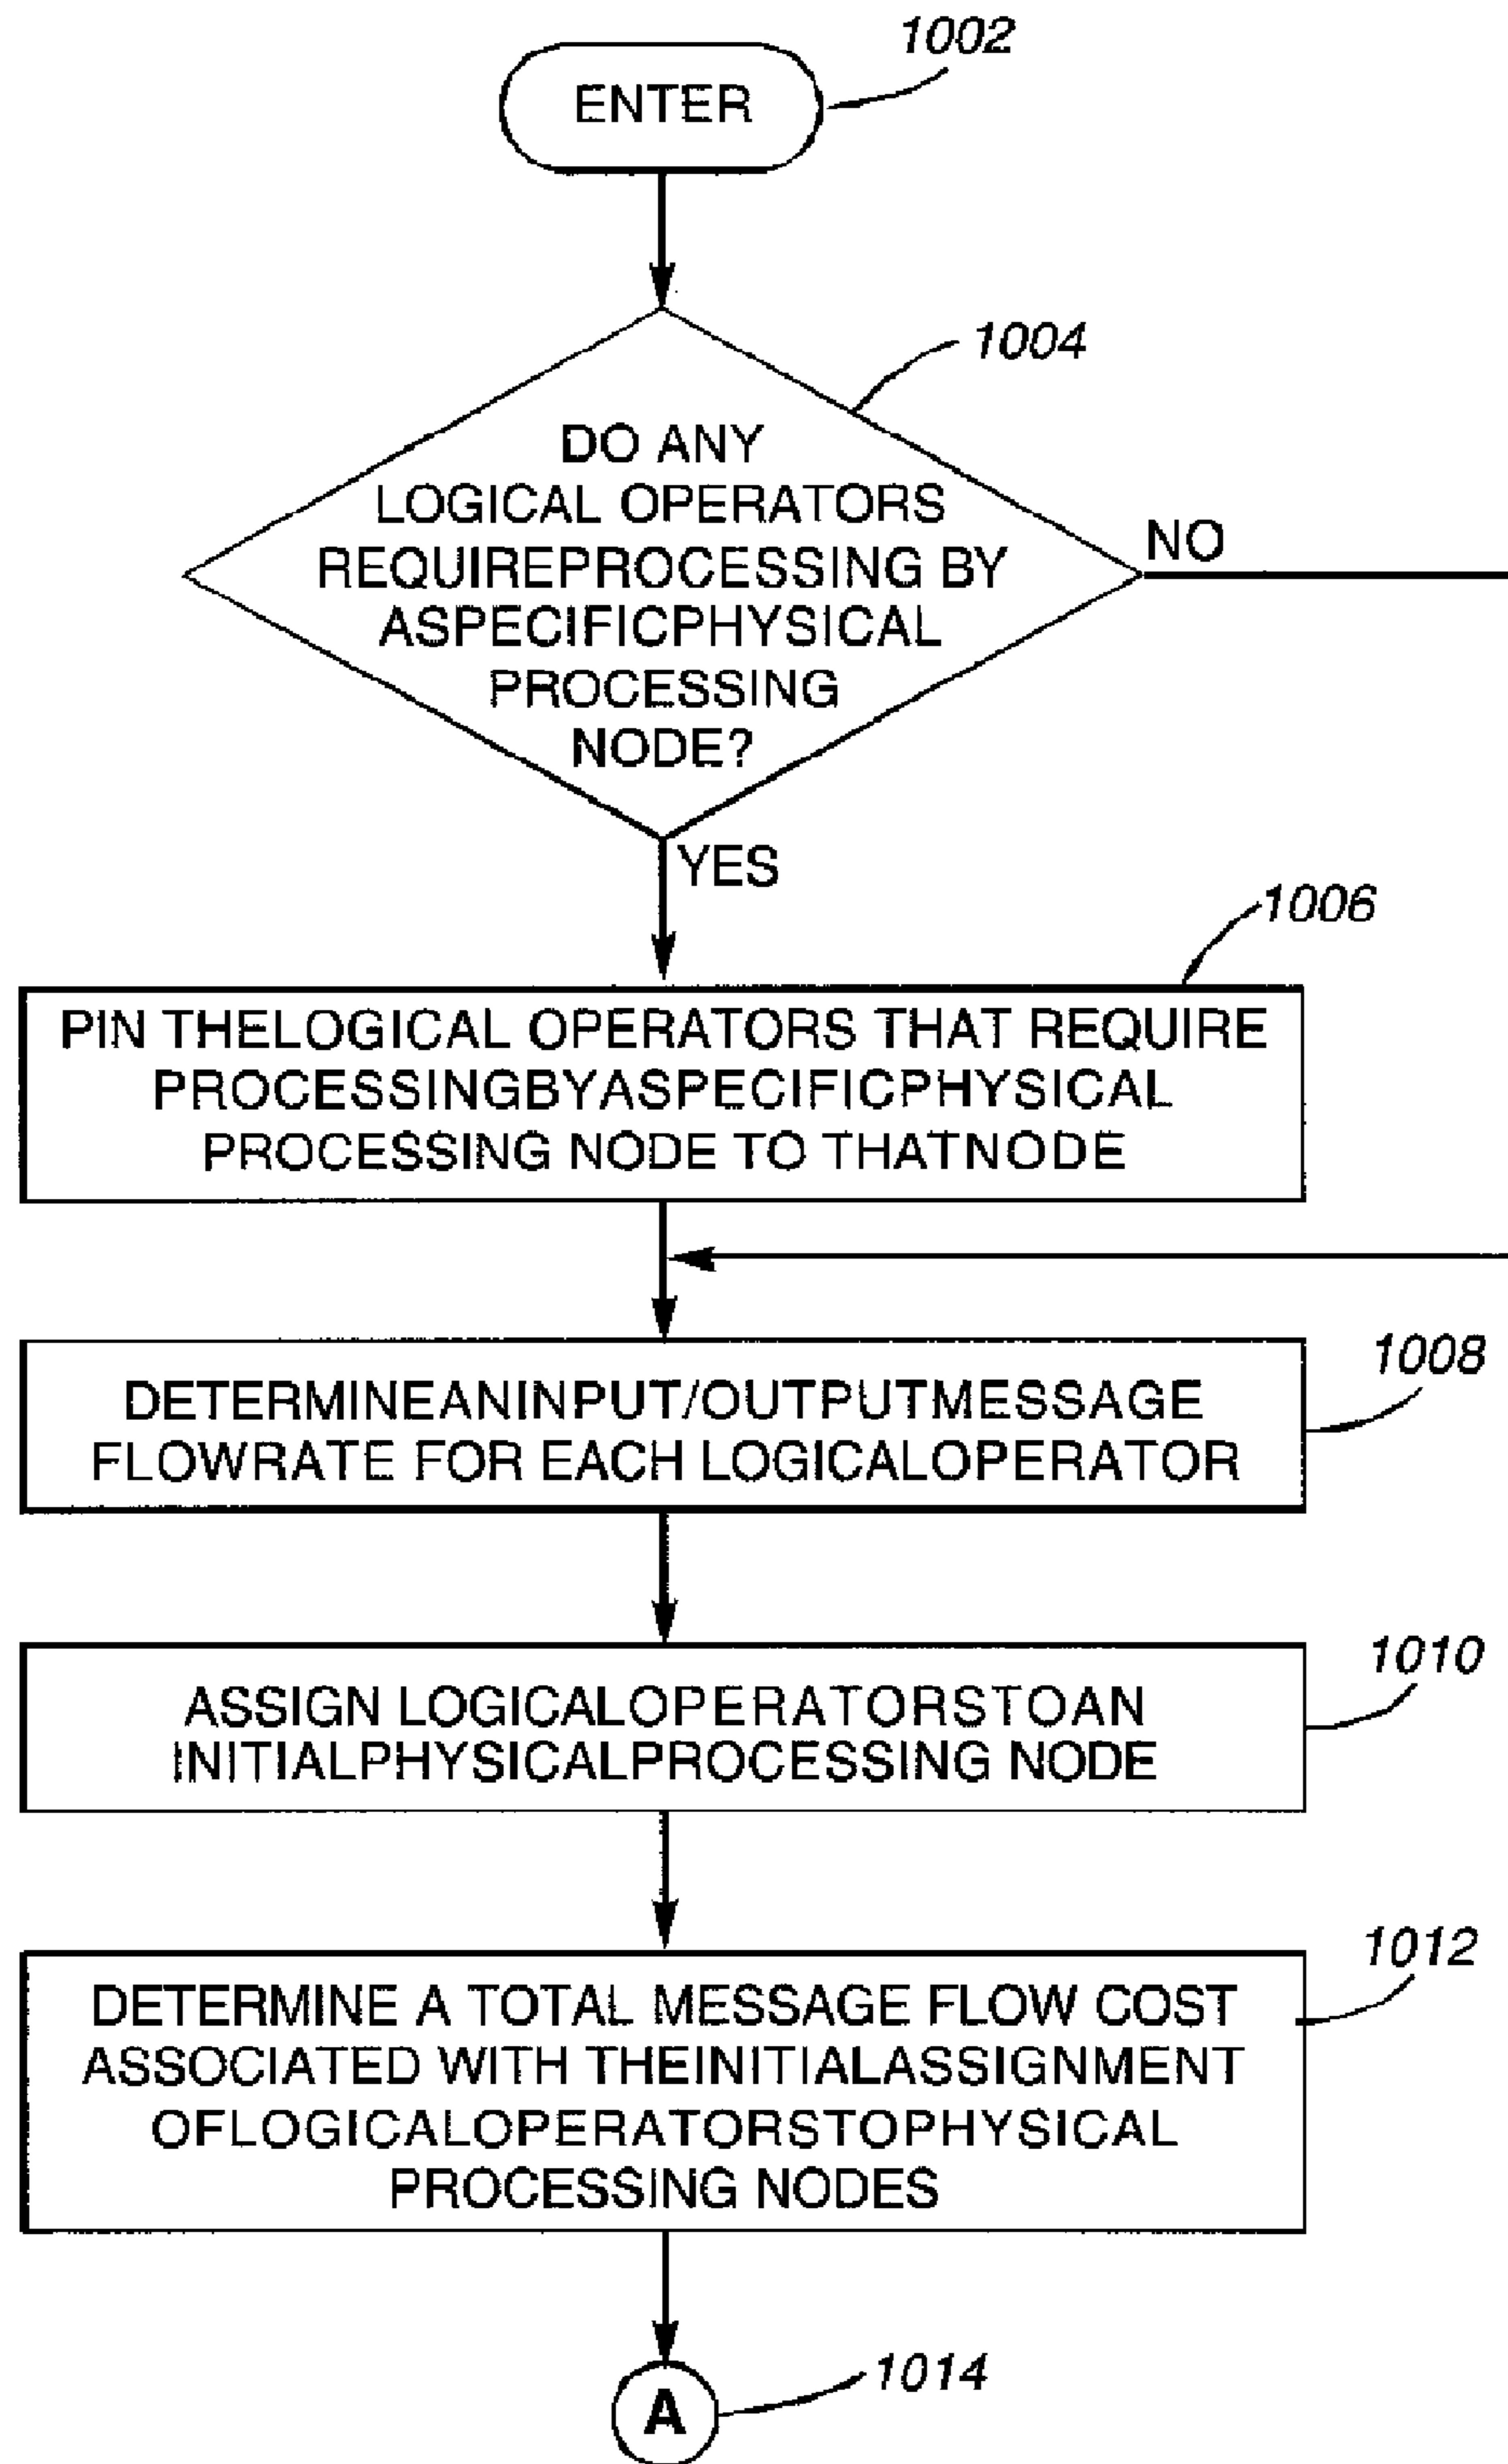 1002
ENTER
1004
DO ANY
LOGICAL OPERATORS
REQUIREPROCESSING BY
ASPECIFICPHYSICAL
PROCESSING
NODE?
NO
YES
1006
PIN THELOGICAL OPERATORS THAT REQUIRE
PROCESSINGBYASPECIFICPHYSICAL
PROCESSING NODE TO THATNODE
1008
DETERMINEANINPUT/OUTPUTMESSAGE
FLOWRATE FOR EACH LOGICALOPERATOR
1010
ASSIGN LOGICALOPERATORSTOAN
INITIALPHYSICALPROCESSING NODE
1012
DETERMINE A TOTAL MESSAGE FLOW COST
ASSOCIATED WITH THEINITIALASSIGNMENT
OFLOGICALOPERATORSTOPHYSICAL
PROCESSING NODES
A
1014